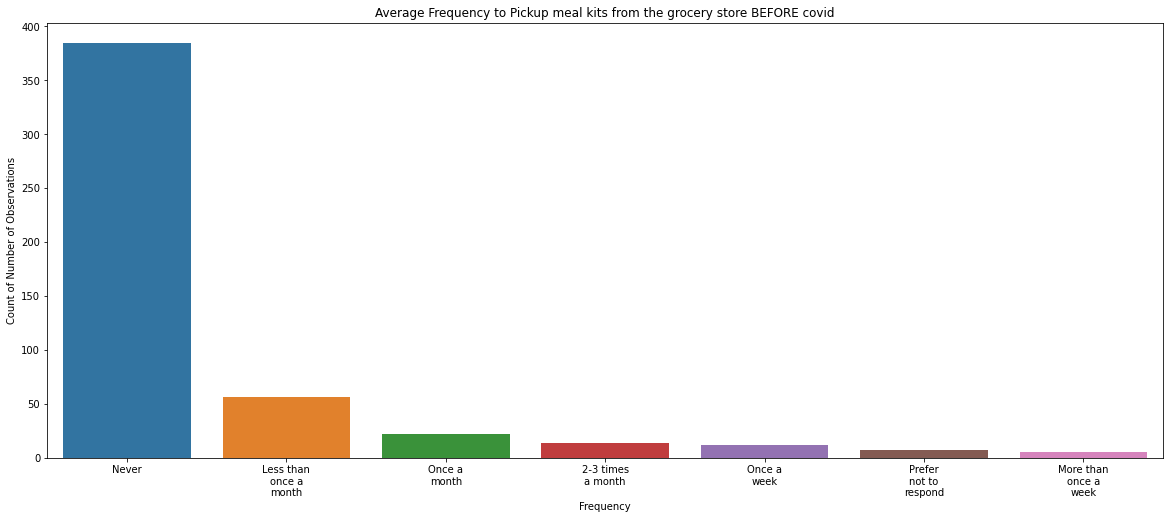 Average Frequency to Pickup meal kits from the grocery store BEFORE covid
400
350
300
250
200
150
100
50
0
Count of Number of Observations
Never
Less than
once a
month
Once a
month
2-3 times
a month
Once a
week
Prefer
not to
respond
More than
once a
week
Frequency